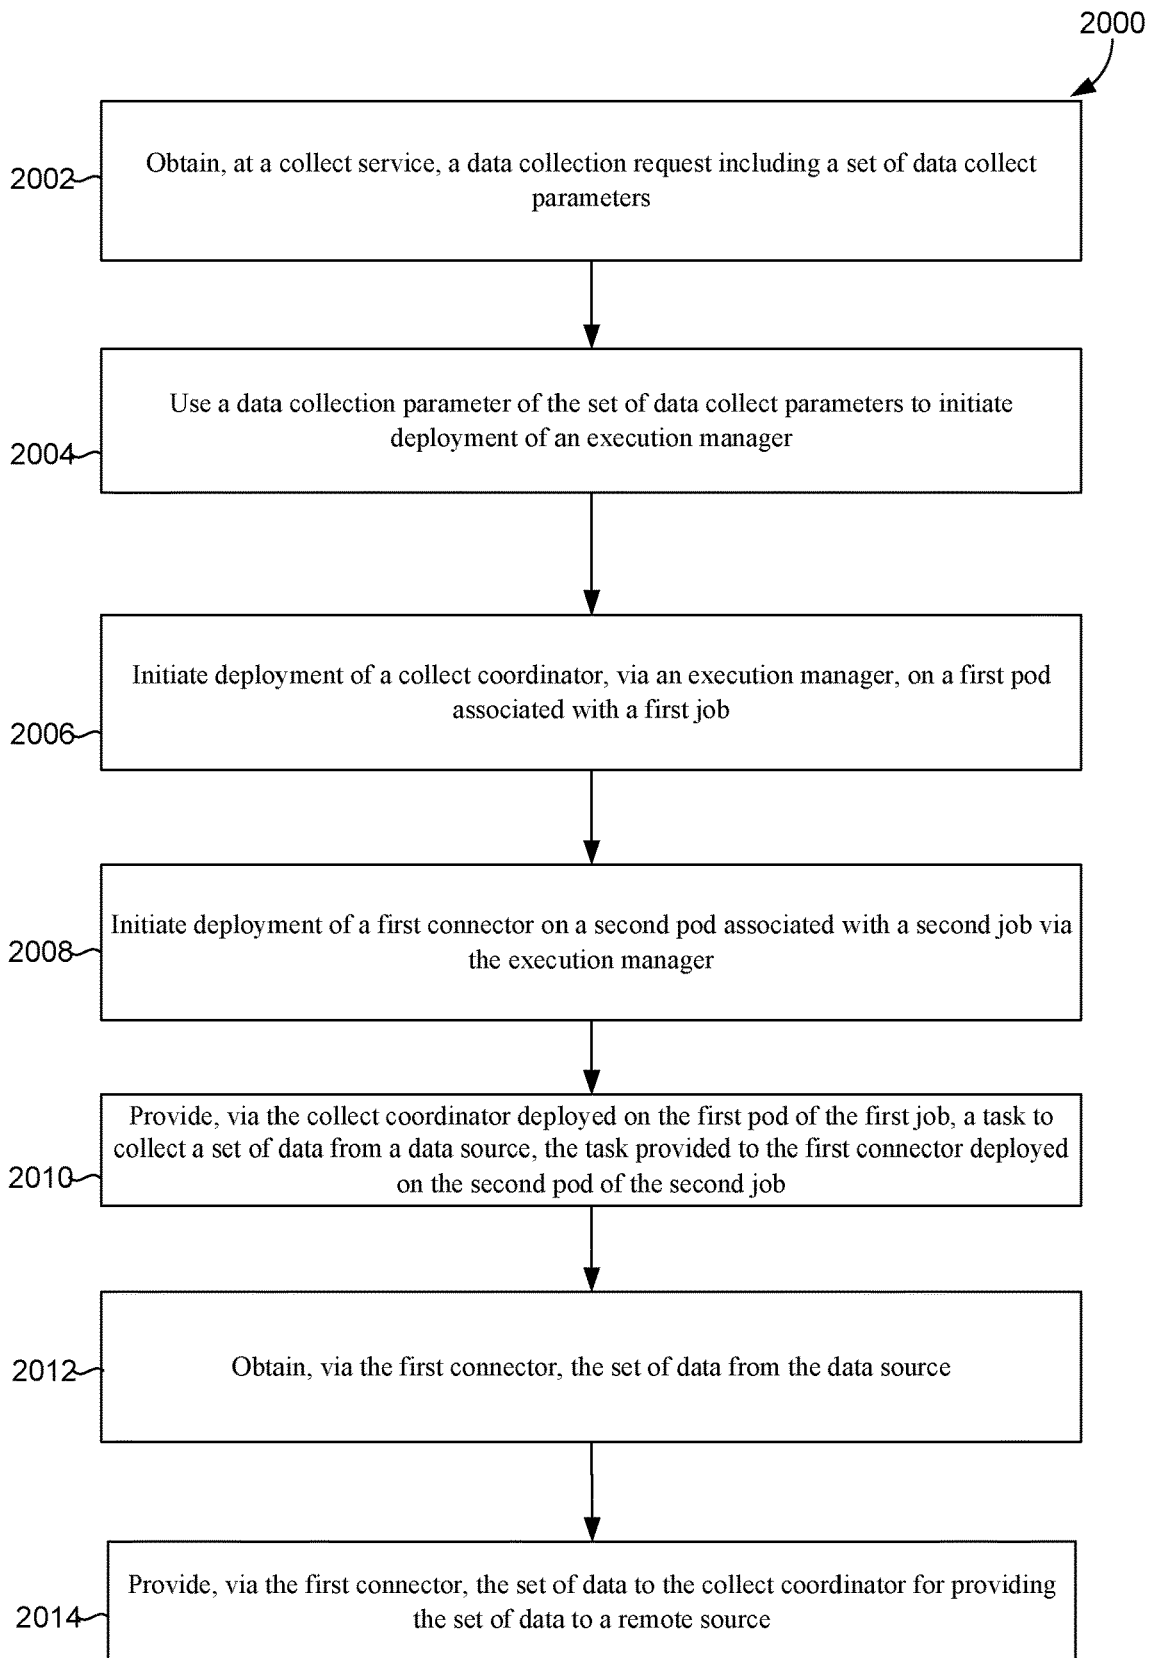 2000
Obtain, at a collect service, a data collection request including a set of data collect
parameters
2002
Use a data collection parameter of the set of data collect parameters to initiate
deployment of an execution manager
2004
Initiate deployment of a collect coordinator, via an execution manager, on a first pod
associated with a first job
2006
Initiate deployment of a first connector on a second pod associated with a second job via
the execution manager
2008
Provide, via the collect coordinator deployed on the first pod of the first job, a task to
collect a set of data from a data source, the task provided to the first connector deployed
on the second pod of the second job
2010
Obtain, via the first connector, the set of data from the data source
2012
Provide, via the first connector, the set of data to the collect coordinator for providing
the set of data to a remote source
2014